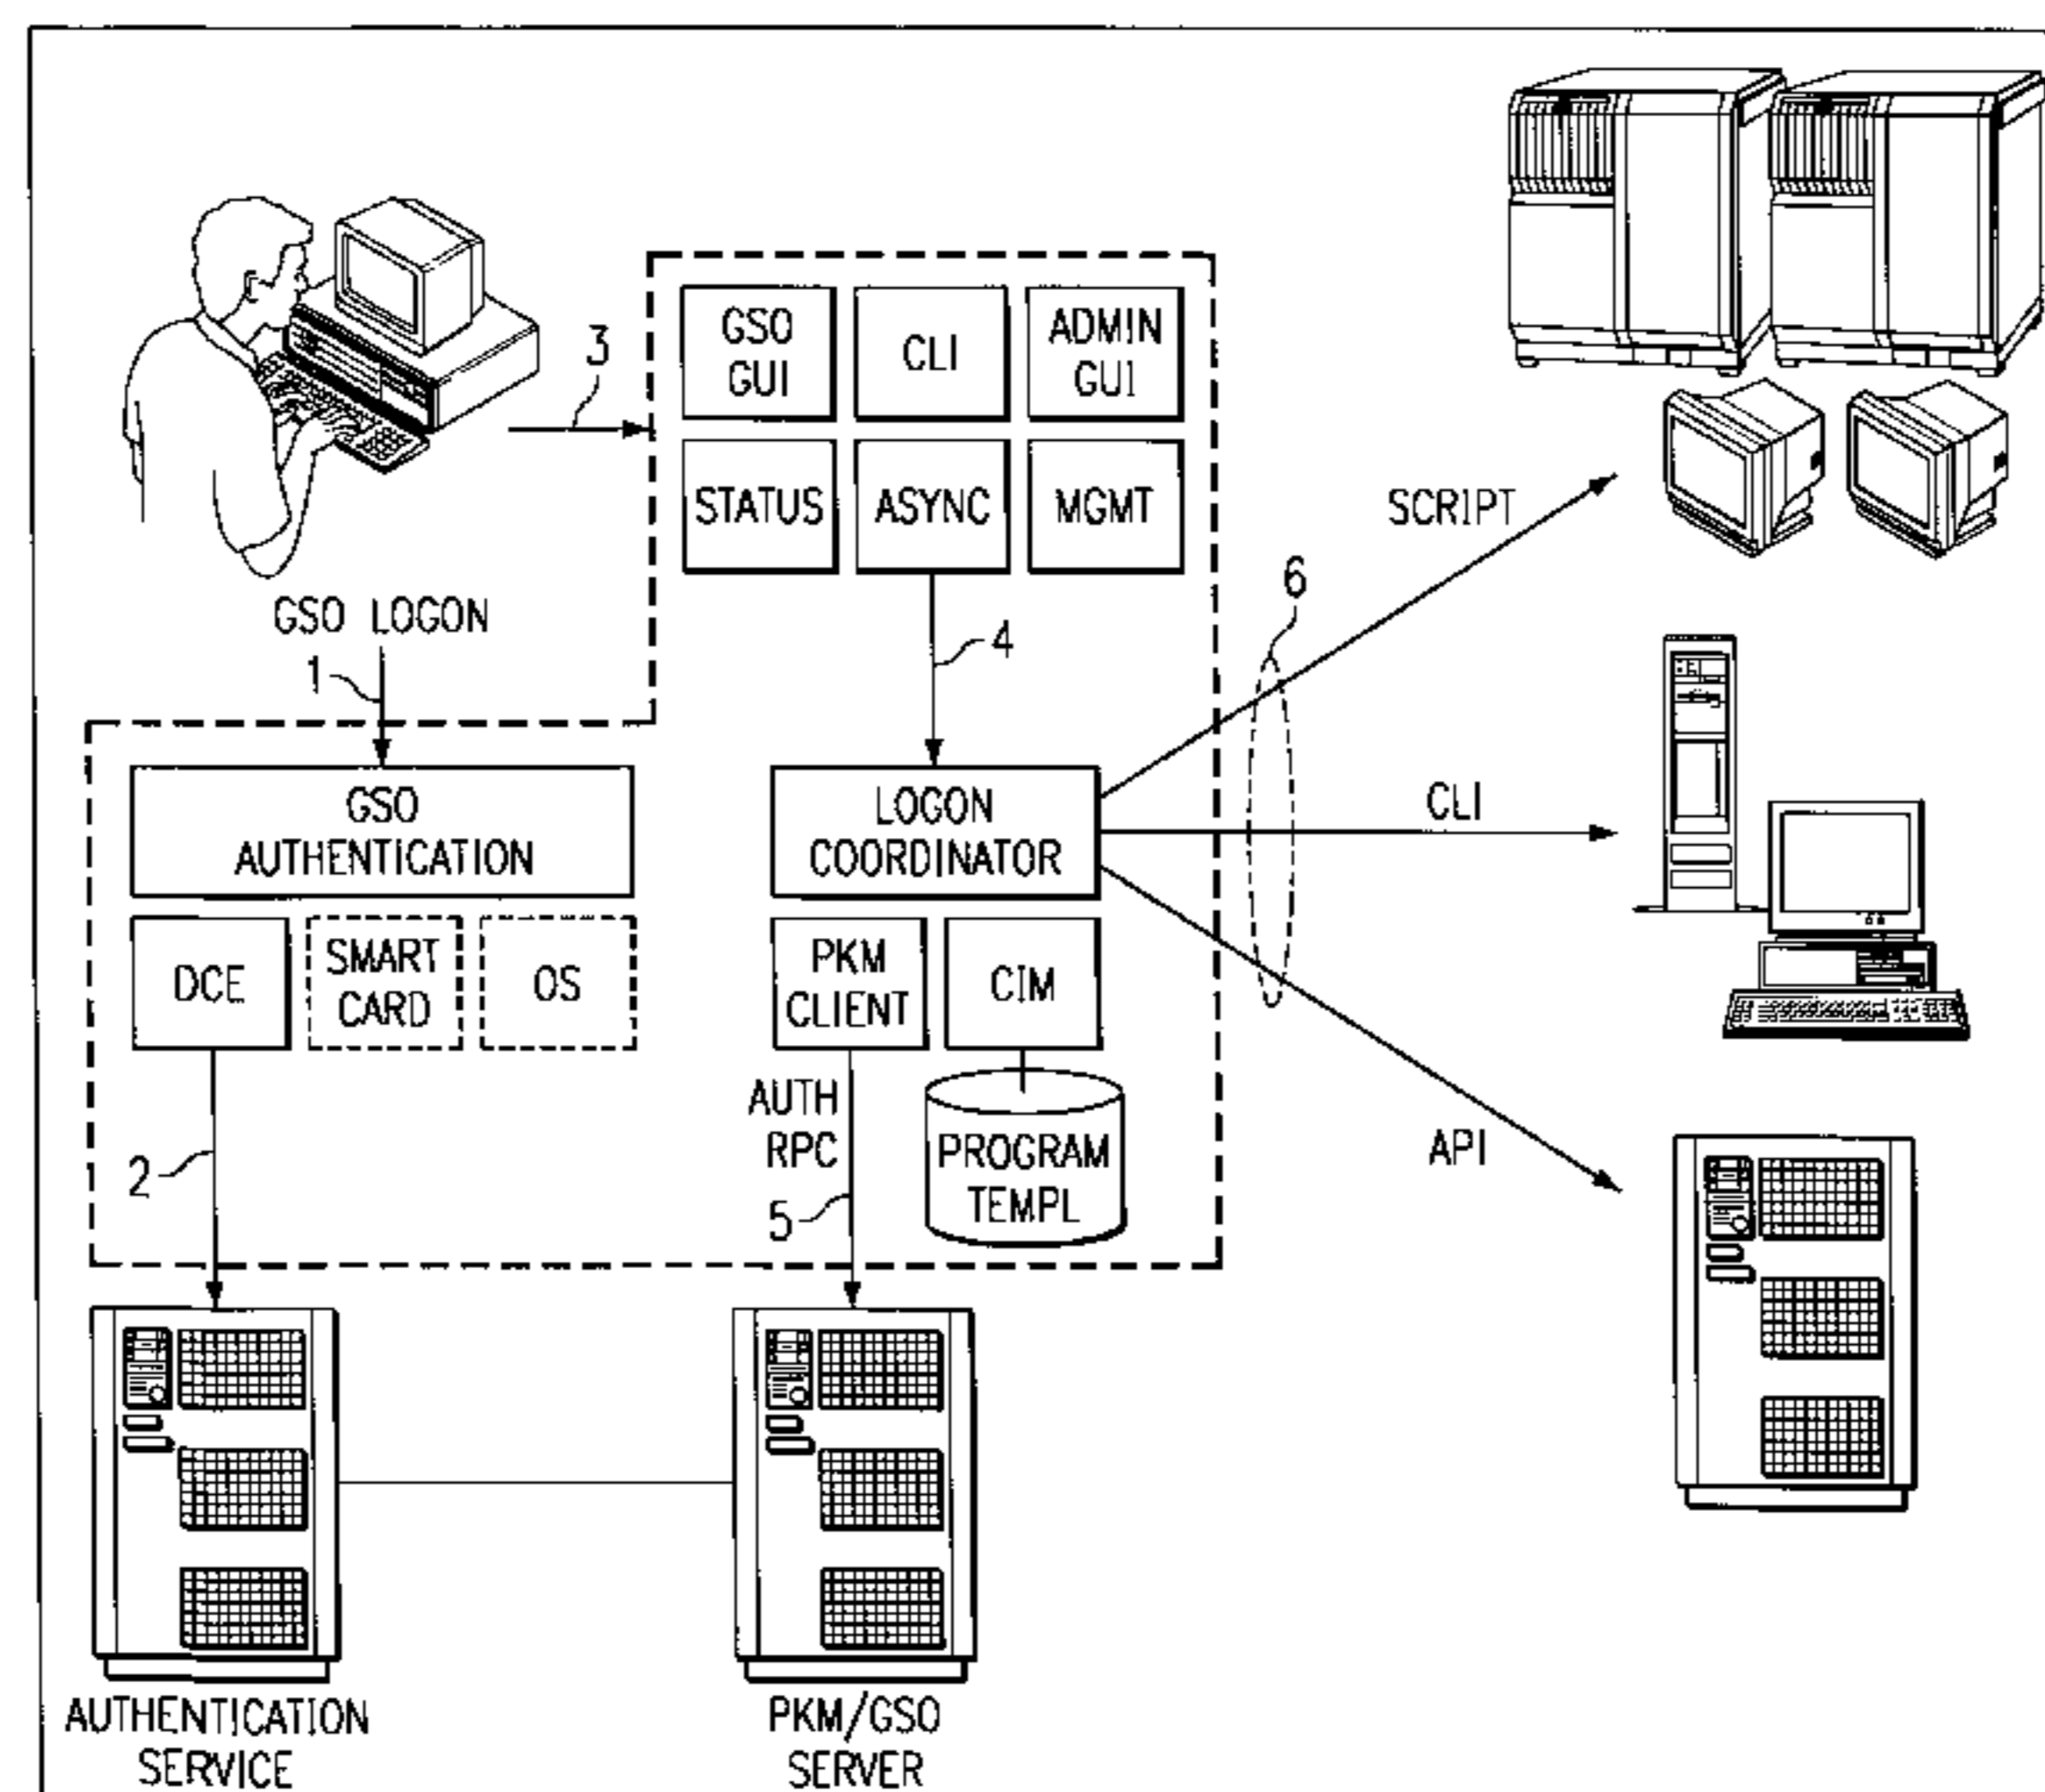 GSO
GUI
CLI
ADMIN
GUI
3
STATUS
ASYNC
MGMT
SCRIPT
6
GSO LOGON
1
4
GSO
AUTHENTICATION
LOGON
COORDINATOR
CLI
DCE
SMART
CARD
OS
PKM
CLIENT
CIM
2
AUTH
RPC
5
PROGRAM
TEMPL
API
AUTHENTICATION
SERVICE
PKM/GSO
SERVER